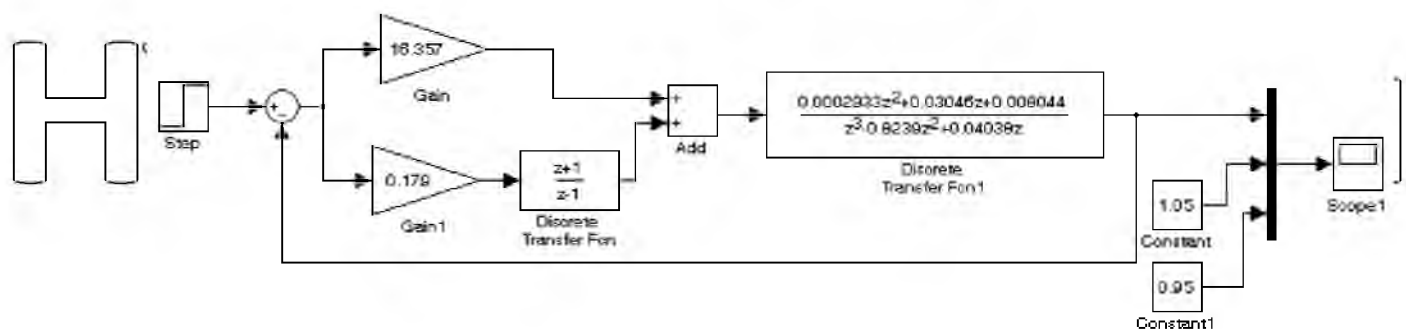 16.357
Gain
Step
+
−
0.179
Gain1
z+1
z-1
Discrete
Transfer Fcn
+
+
Add
0.0002933z²+0.03046z+0.008044
z³-0.8239z²+0.04039z
Discrete
Transfer Fcn1
1.05
Constant
0.95
Constant1
Scope1